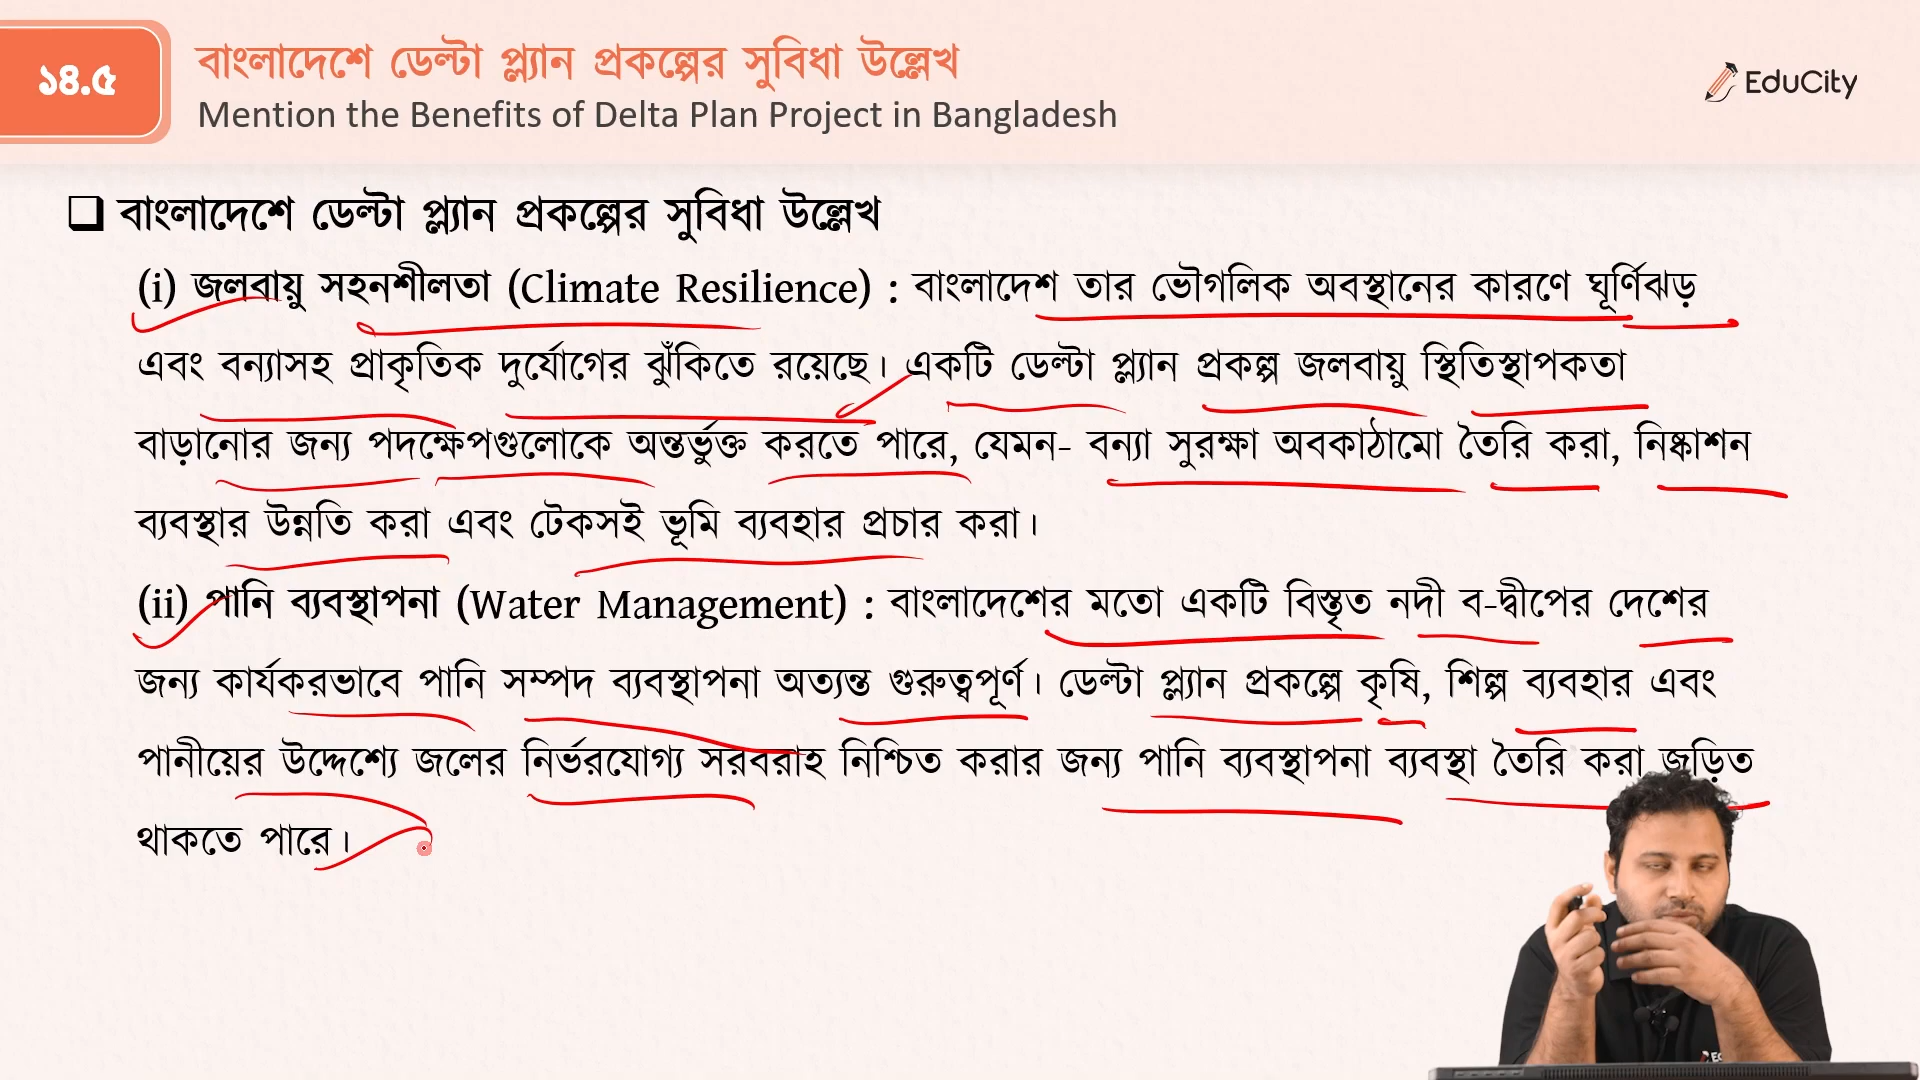 ১৪.৫
বাংলাদেশে ডেল্টা প্ল্যান প্রকল্পের সুবিধা উল্লেখ
Mention the Benefits of Delta Plan Project in Bangladesh
EduCity
❑ বাংলাদেশে ডেল্টা প্ল্যান প্রকল্পের সুবিধা উল্লেখ
(i) জলবায়ু সহনশীলতা (Climate Resilience) : বাংলাদেশ তার ভৌগলিক অবস্থানের কারণে ঘূর্ণিঝড়
এবং বন্যাসহ প্রাকৃতিক দুর্যোগের ঝুঁকিতে রয়েছে। একটি ডেল্টা প্ল্যান প্রকল্প জলবায়ু স্থিতিস্থাপকতা
বাড়ানোর জন্য পদক্ষেপগুলোকে অন্তর্ভুক্ত করতে পারে, যেমন- বন্যা সুরক্ষা অবকাঠামো তৈরি করা, নিষ্কাশন
ব্যবস্থার উন্নতি করা এবং টেকসই ভূমি ব্যবহার প্রচার করা।
(ii) পানি ব্যবস্থাপনা (Water Management) : বাংলাদেশের মতো একটি বিস্তৃত নদী ব-দ্বীপের দেশের
জন্য কার্যকরভাবে পানি সম্পদ ব্যবস্থাপনা অত্যন্ত গুরুত্বপূর্ণ। ডেল্টা প্ল্যান প্রকল্পে কৃষি, শিল্প ব্যবহার এবং
পানীয়ের উদ্দেশ্যে জলের নির্ভরযোগ্য সরবরাহ নিশ্চিত করার জন্য পানি ব্যবস্থাপনা ব্যবস্থা তৈরি করা জড়িত
থাকতে পারে।